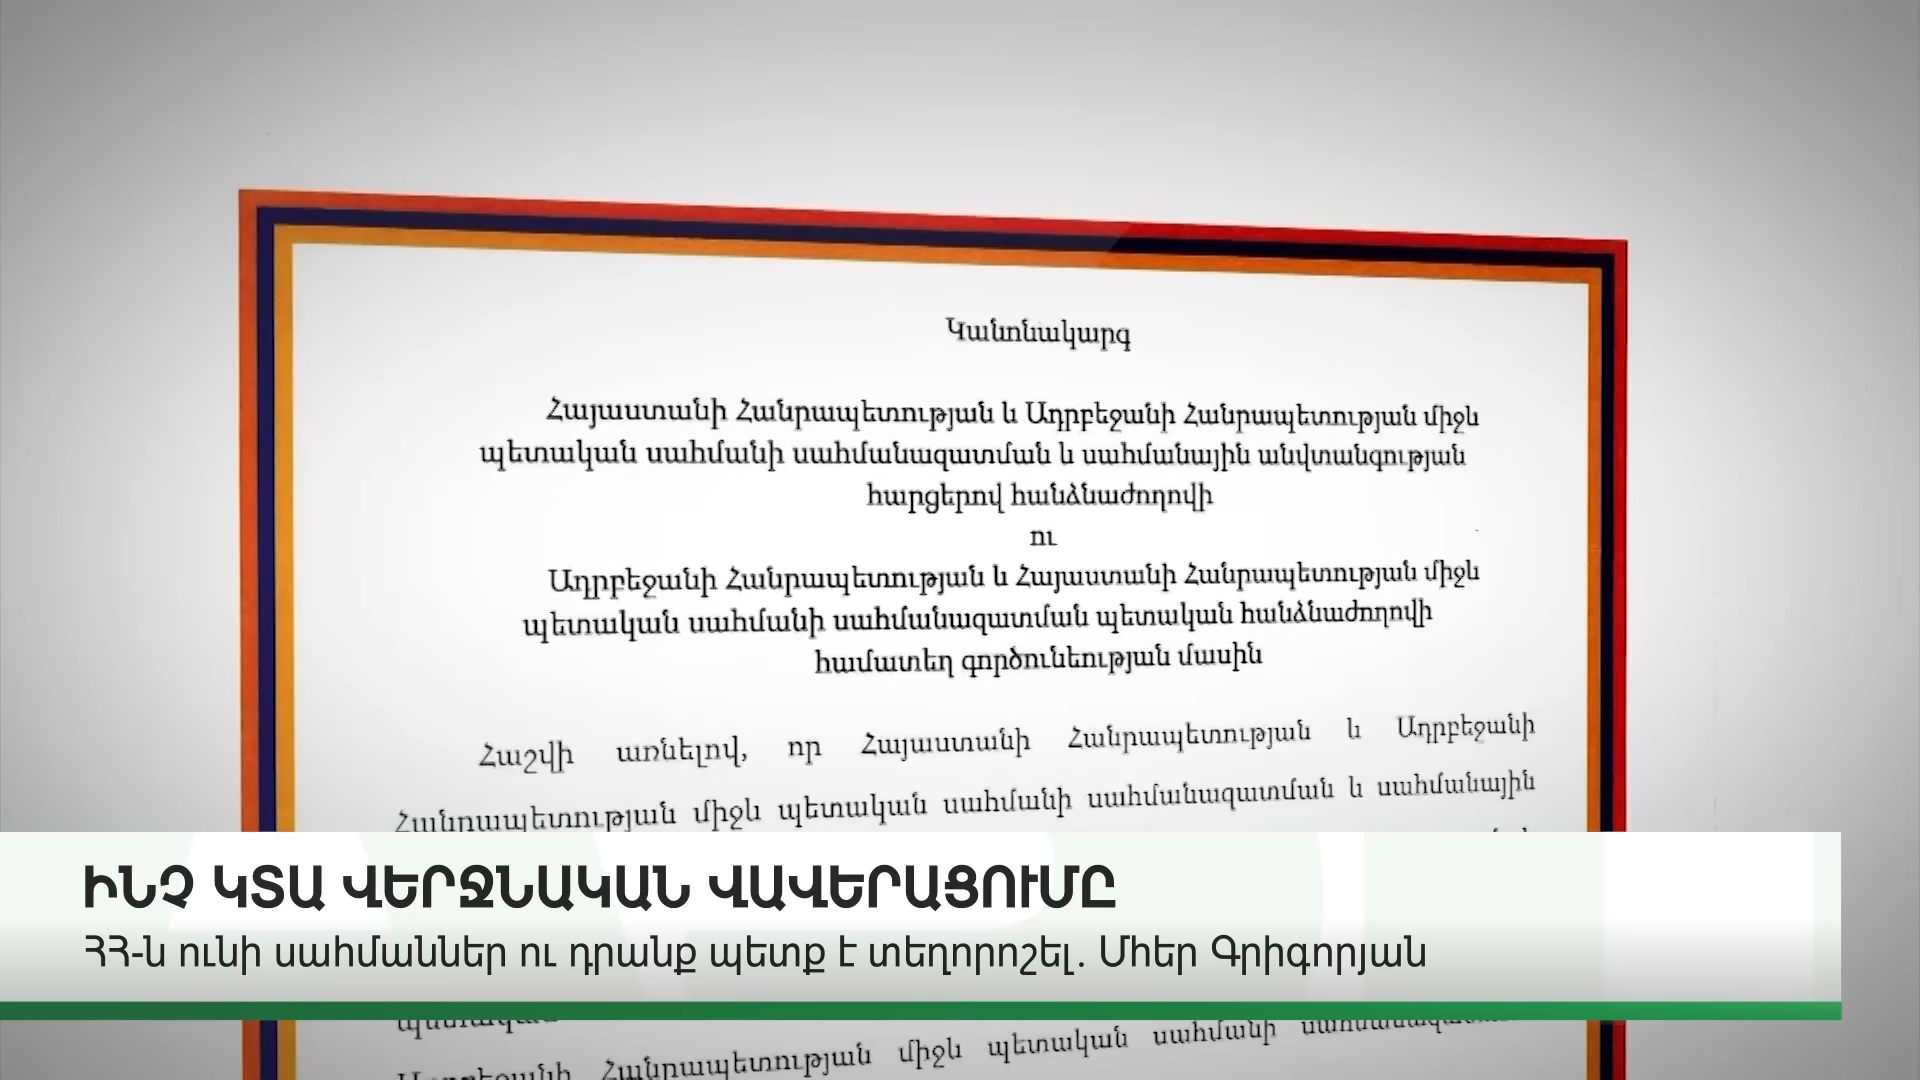 Կանոնակարգ
Հայաստանի Հանրապետության և Ադրբեջանի Հանրապետության միջև
պետական սահմանի սահմանազատման և սահմանային անվտանգության
հարցերով հանձնաժողովի
ու
Ադրբեջանի Հանրապետության և Հայաստանի Հանրապետության միջև
պետական սահմանի սահմանազատման պետական հանձնաժողովի
համատեղ գործունեության մասին
Հաշվի առնելով, որ Հայաստանի Հանրապետության և Ադրբեջանի
Հանրապետության միջև պետական սահմանի սահմանազատման և սահմանային
ԻՆՉ ԿՏԱ ՎԵՐՋՆԱԿԱՆ ՎԱՎԵՐԱՑՈՒՄԸ
ՀՀ-ն ունի սահմաններ ու դրանք պետք է տեղորոշել. Մհեր Գրիգորյան
Հանրապետության միջև պետական սահմանի